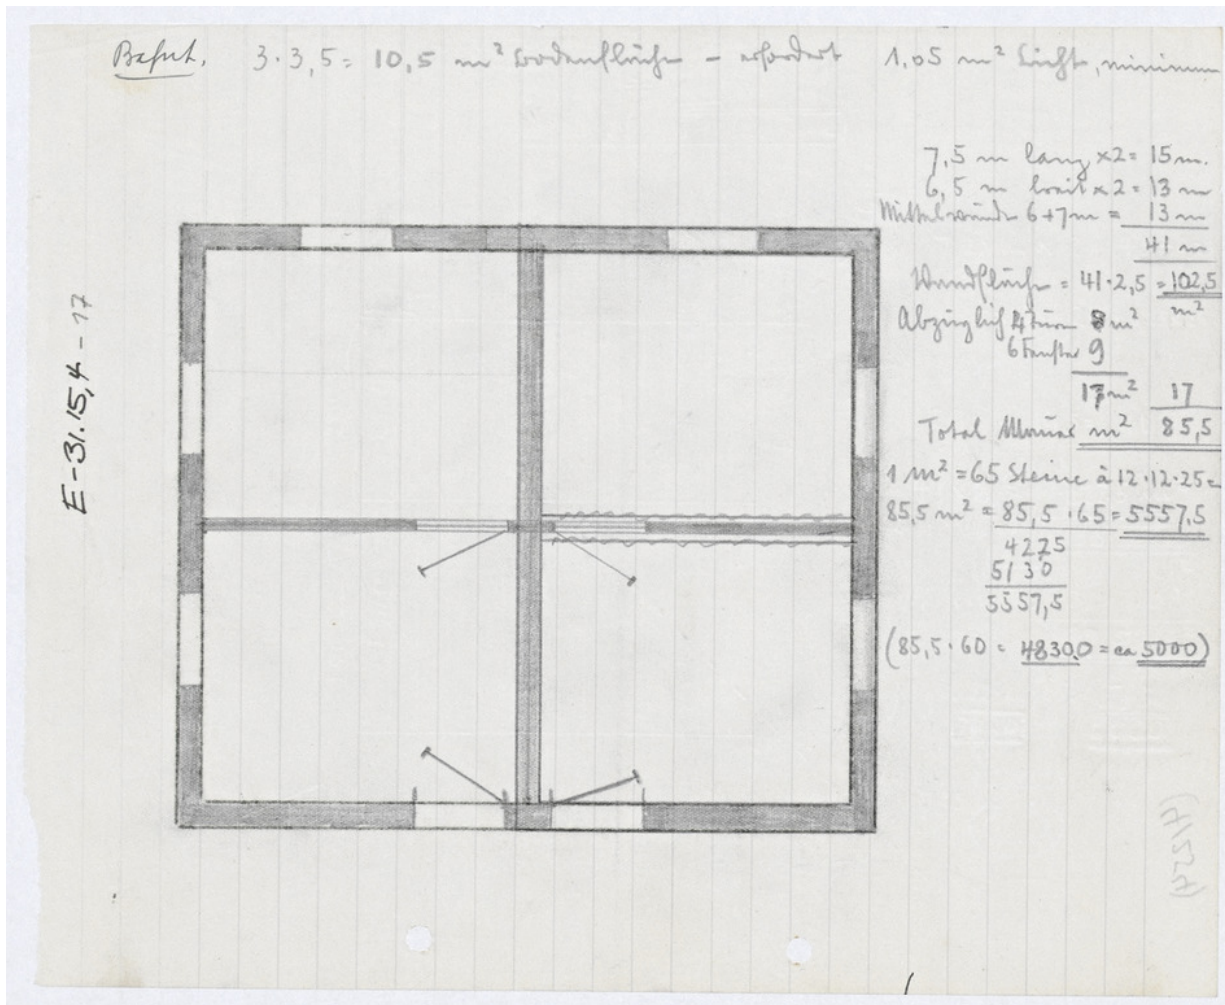 Bafut. 3·3,5 = 10,5 m² Bodenfläche – erfordert 1,05 m² Licht, minimum
7,5 m lang x2 = 15 m.
6,5 m breit x2 = 13 m
Mittelwände 6+7m = 13 m
41 m
Wandfläche = 41·2,5 = 102,5
m²
Abzüglich 4 Türen 8 m²
6 Fenster 9
17 m² 17
Total Mauer m² 85,5
1 m² = 65 Steine à 12·12·25 =
85,5 m² = 85,5 · 65 = 5557,5
4275
5130
5557,5
(85,5·60 = 4830,0 = ca 5000)
E-31.15,4-17